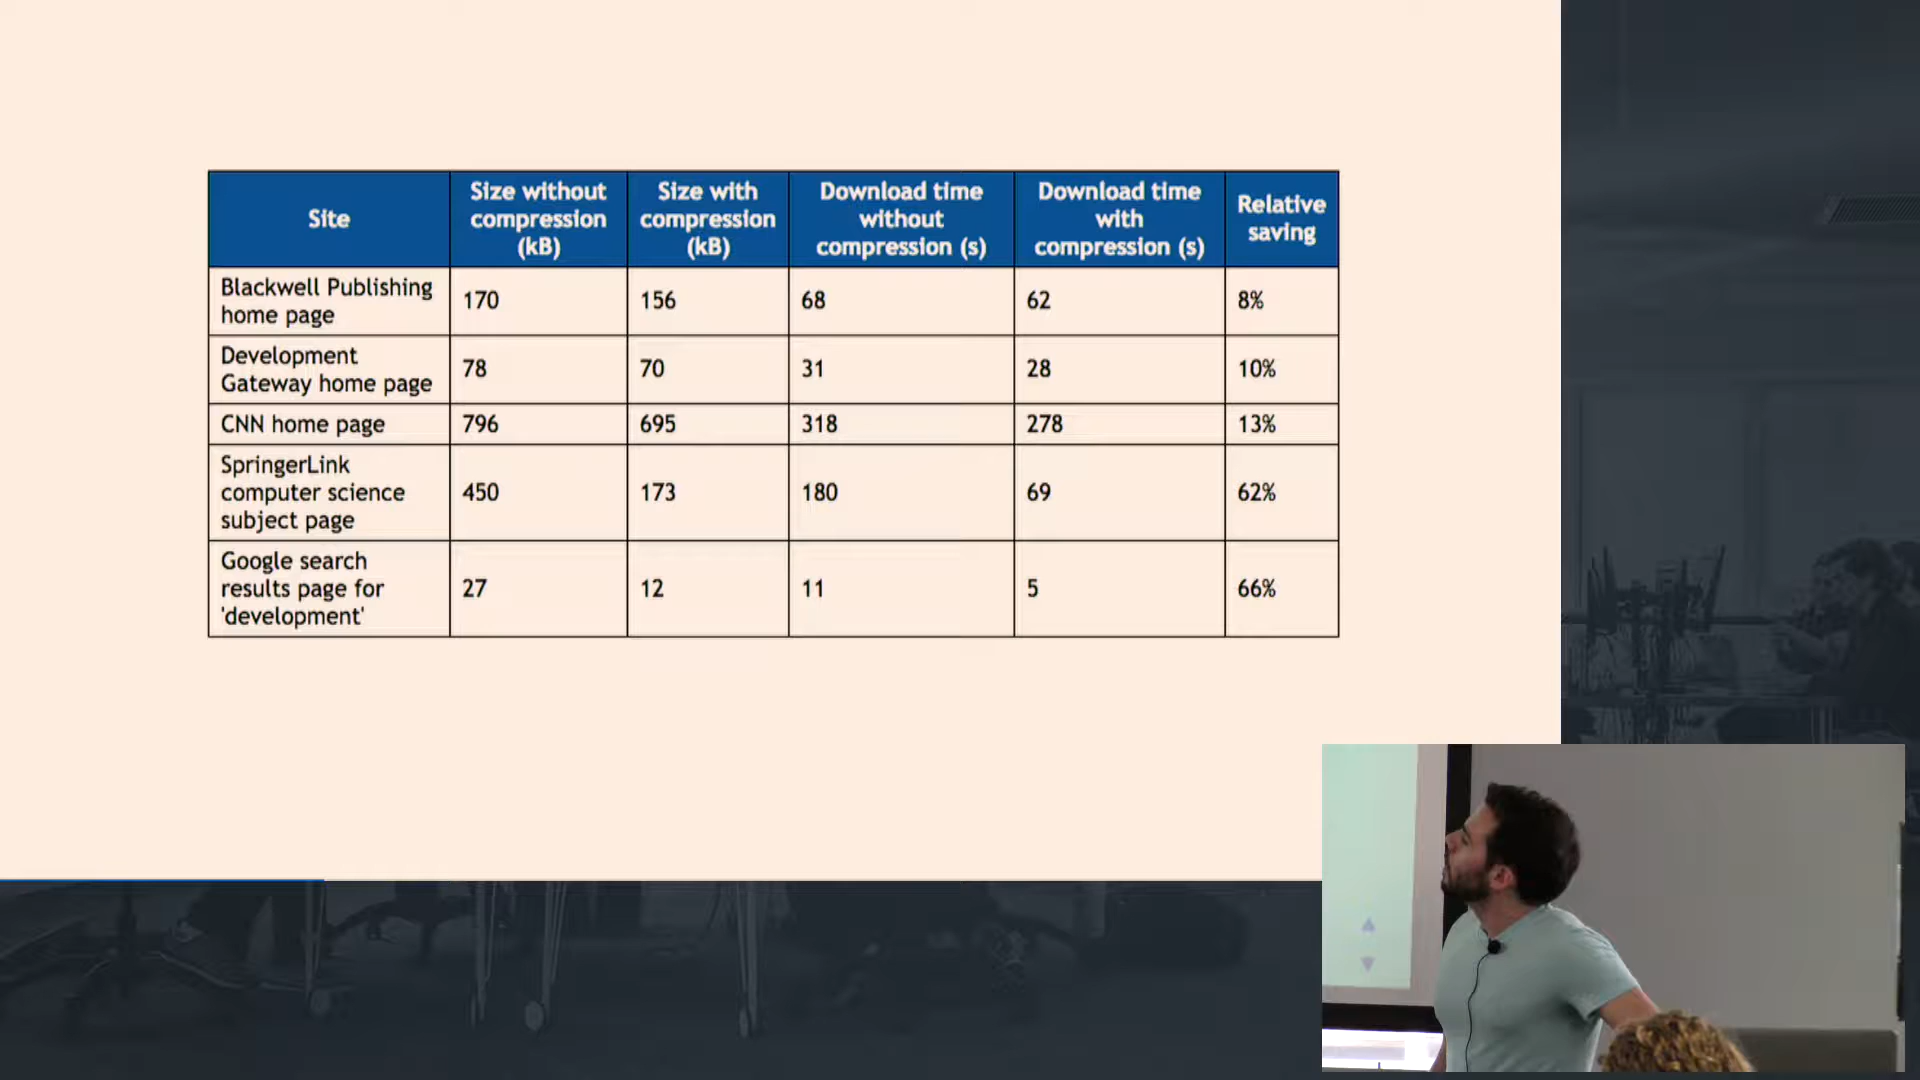 Site
Size without
compression
(kB)
Size with
compression
(kB)
Download time
without
compression (s)
Download time
with
compression (s)
Relative
saving
Blackwell Publishing
home page
170
156
68
62
8%
Development
Gateway home page
78
70
31
28
10%
CNN home page
796
695
318
278
13%
SpringerLink
computer science
subject page
450
173
180
69
62%
Google search
results page for
'development'
27
12
11
5
66%